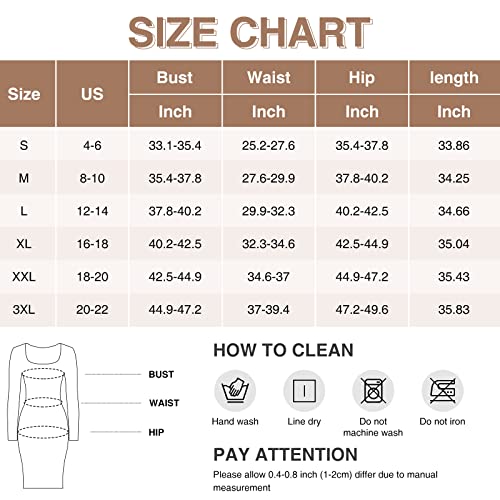 SIZE CHART
Size US Bust Waist Hip length
Inch Inch Inch Inch
S 4-6 33.1-35.4 25.2-27.6 35.4-37.8 33.86
M 8-10 35.4-37.8 27.6-29.9 37.8-40.2 34.25
L 12-14 37.8-40.2 29.9-32.3 40.2-42.5 34.66
XL 16-18 40.2-42.5 32.3-34.6 42.5-44.9 35.04
XXL 18-20 42.5-44.9 34.6-37 44.9-47.2 35.43
3XL 20-22 44.9-47.2 37-39.4 47.2-49.6 35.83
BUST
WAIST
HIP
HOW TO CLEAN
Hand wash
Line dry
Do not
machine wash
Do not iron
PAY ATTENTION
Please allow 0.4-0.8 inch (1-2cm) differ due to manual
measurement